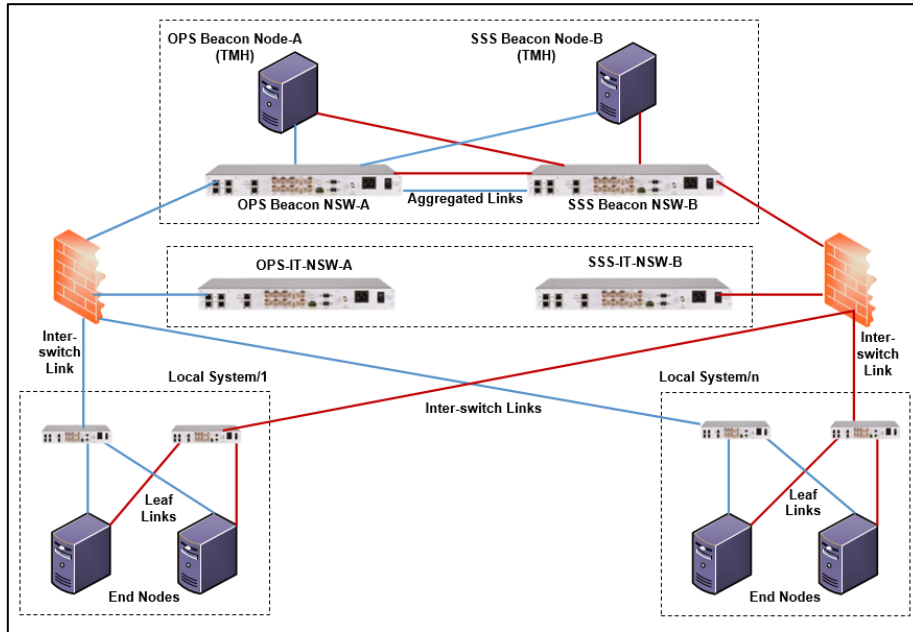 OPS Beacon Node-A
(TMH)
SSS Beacon Node-B
(TMH)
Aggregated Links
OPS Beacon NSW-A
SSS Beacon NSW-B
OPS-IT-NSW-A
SSS-IT-NSW-B
Inter-
switch
Link
Inter-
switch
Link
Local System/1
Local System/n
Inter-switch Links
Leaf
Links
Leaf
Links
End Nodes
End Nodes